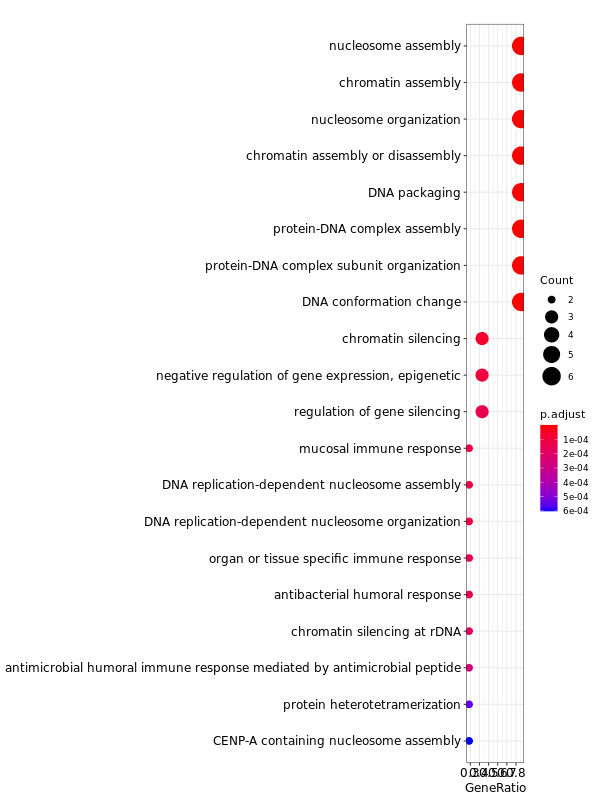 nucleosome assembly
chromatin assembly
nucleosome organization
chromatin assembly or disassembly
DNA packaging
protein-DNA complex assembly
protein-DNA complex subunit organization
DNA conformation change
chromatin silencing
negative regulation of gene expression, epigenetic
regulation of gene silencing
mucosal immune response
DNA replication-dependent nucleosome assembly
DNA replication-dependent nucleosome organization
organ or tissue specific immune response
antibacterial humoral response
chromatin silencing at rDNA
antimicrobial humoral immune response mediated by antimicrobial peptide
protein heterotetramerization
CENP-A containing nucleosome assembly
GeneRatio
Count
2
3
4
5
6
p.adjust
1e-04
2e-04
3e-04
4e-04
5e-04
6e-04